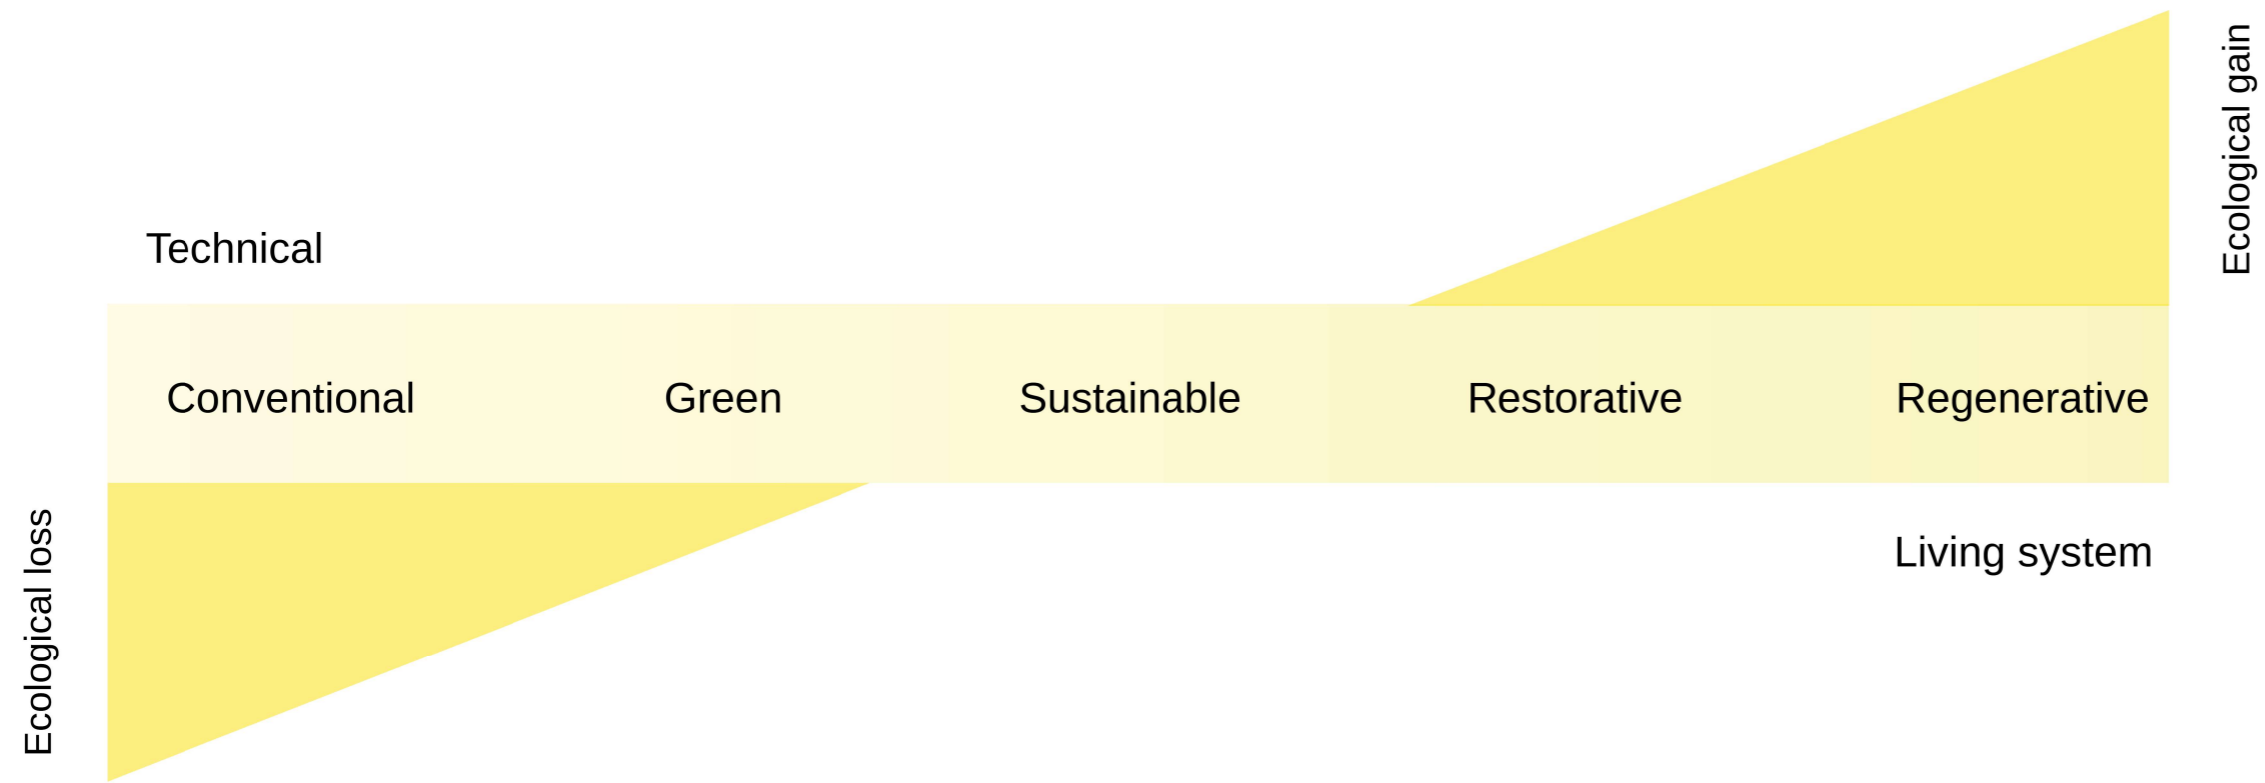 Ecological gain
Technical
Conventional
Green
Sustainable
Restorative
Regenerative
Living system
Ecological loss